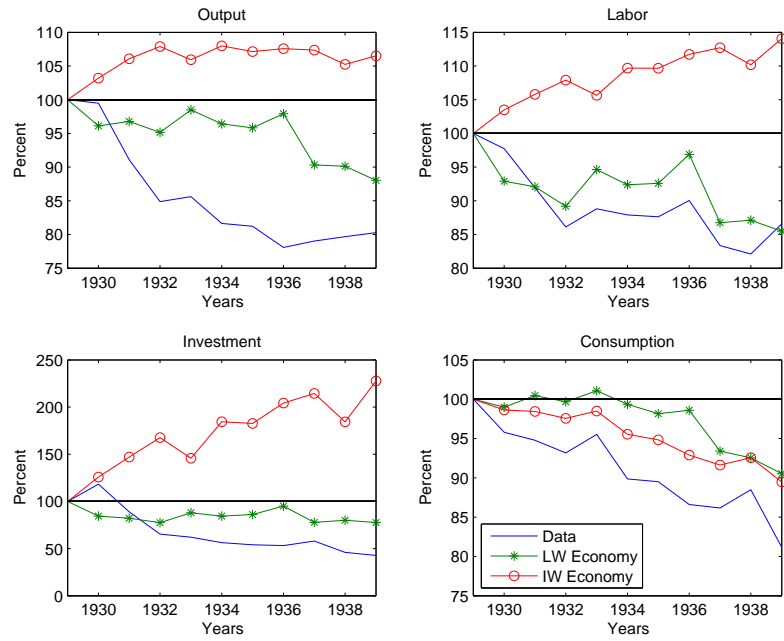 Output
110
105
100
95
90
85
80
75
Percent
1930 1932 1934 1936 1938
Years
Labor
115
110
105
100
95
90
85
80
Percent
1930 1932 1934 1936 1938
Years
Investment
250
200
150
100
50
0
Percent
1930 1932 1934 1936 1938
Years
Consumption
105
100
95
90
85
80
75
Percent
1930 1932 1934 1936 1938
Years
Data
LW Economy
IW Economy